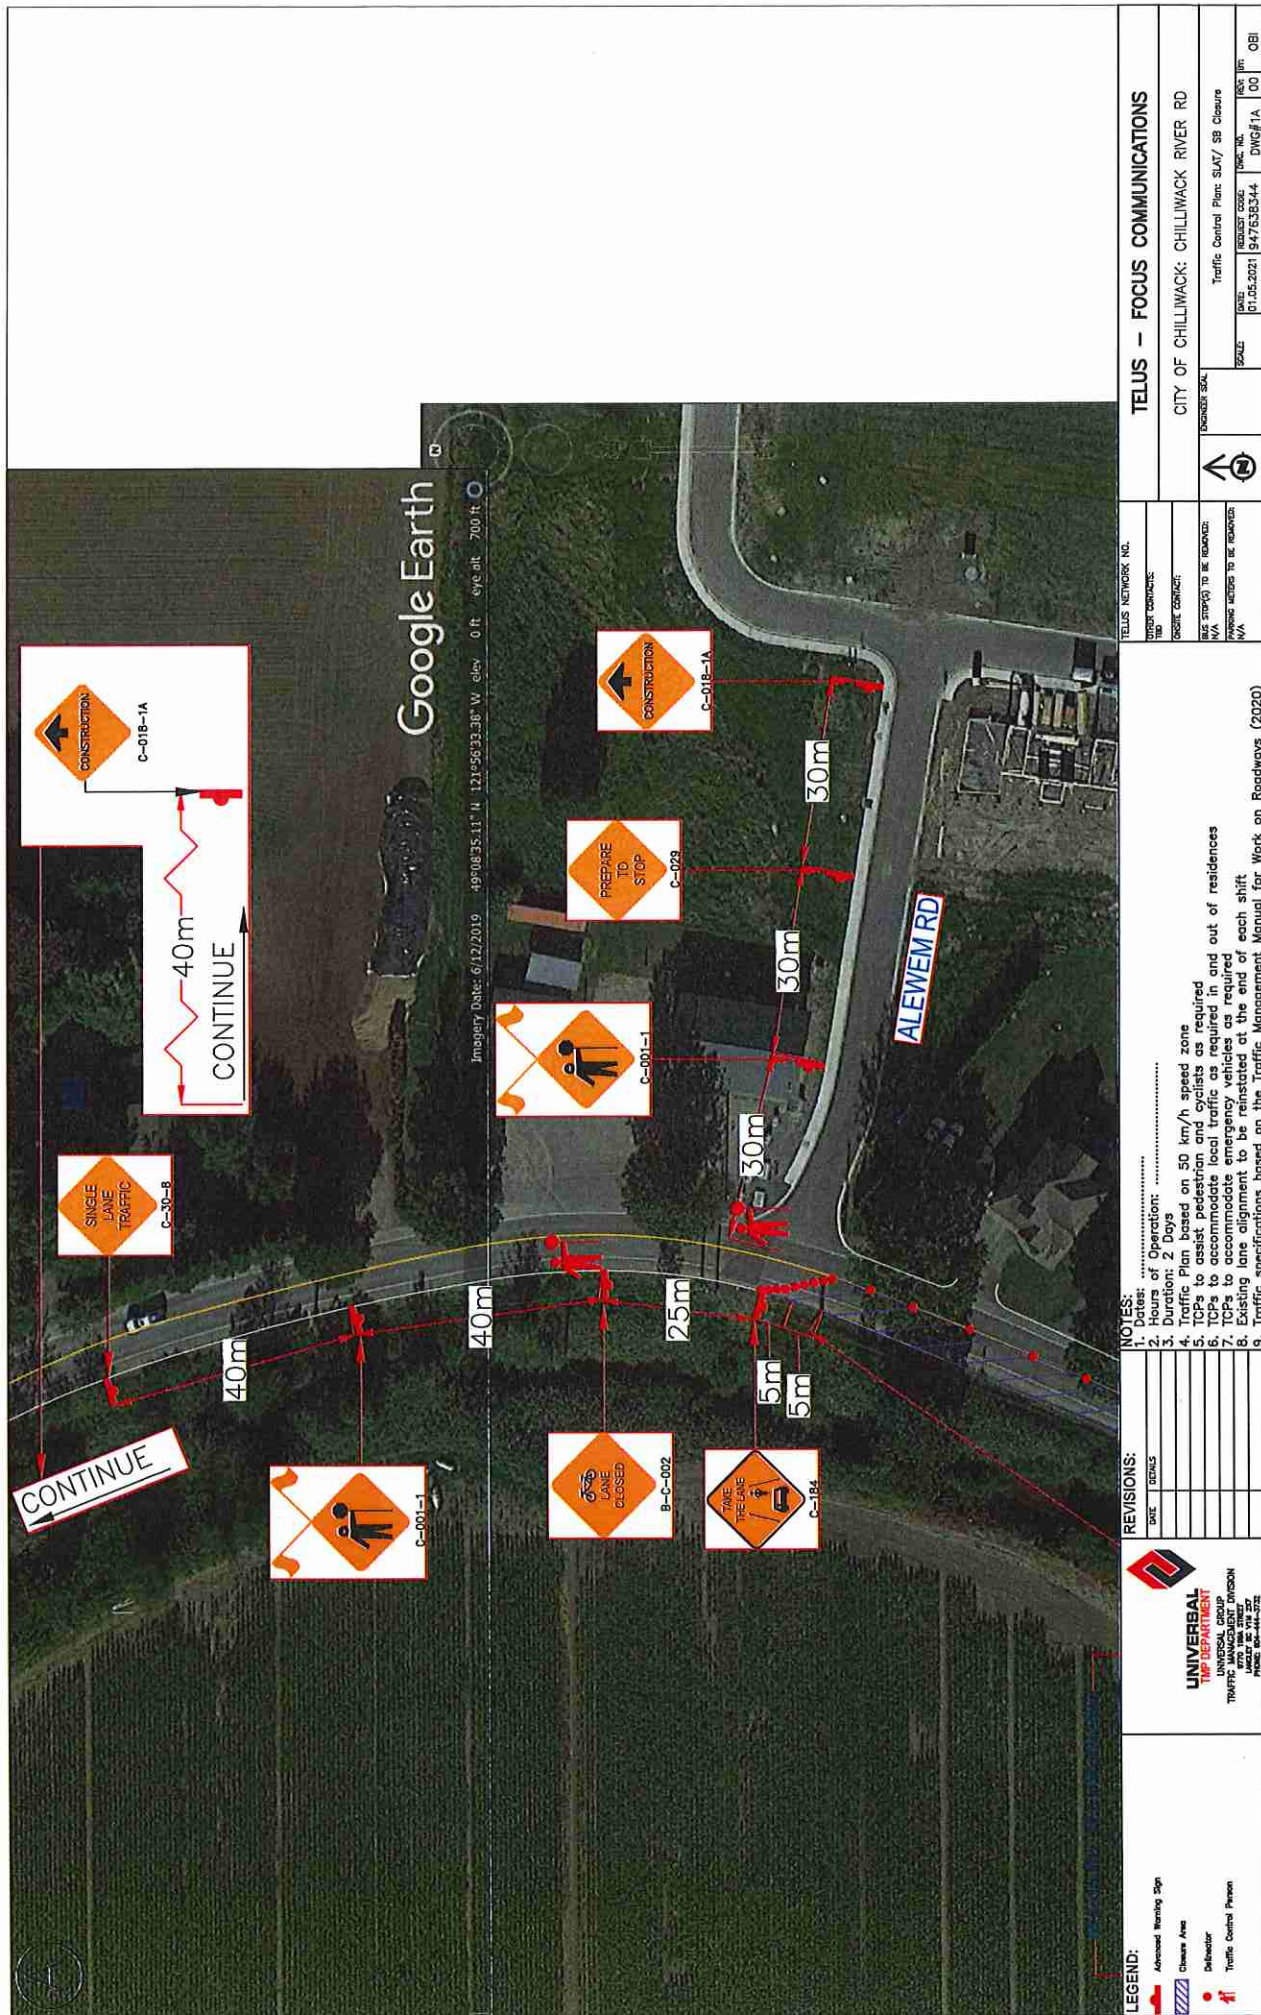 CONSTRUCTION
C-018-1A
40m
CONTINUE
CONTINUE
SINGLE
LANE
TRAFFIC
C-30-8
40m
C-001-1
40m
LANE
CLOSED
B-C-002
25m
TAKE
THE LANE
C-184
5m
5m
Google Earth
Imagery Date: 6/12/2019 49°08'35.11" N 121°56'33.38" W elev 0 ft eye alt 700 ft
N
CONSTRUCTION
C-018-1A
30m
PREPARE
TO
STOP
C-029
30m
C-001-1
30m
ALEWEM RD
LEGEND:
Advanced Warning Sign
Closure Area
Delineator
Traffic Control Person
UNIVERSAL
TMP DEPARTMENT
UNIVERSAL GROUP
TRAFFIC MANAGEMENT DIVISION
PHONE: 604-444-3722
REVISIONS:
DATE DETAILS
NOTES:
1. Dates: ..............................
2. Hours of Operation: ..............................
3. Duration: 2 Days
4. Traffic Plan based on 50 km/h speed zone
5. TCPs to assist pedestrian and cyclists as required
6. TCPs to accommodate local traffic as required in and out of residences
7. TCPs to accommodate emergency vehicles as required
8. Existing lane alignment to be reinstated at the end of each shift
9. Traffic specifications based on the Traffic Management Manual for Work on Roadways (2020)
TELUS NETWORK NO.
OTHER CONTACTS:
TBD
ONSITE CONTACT:
BUS STOP(S) TO BE REMOVED:
N/A
PARKING METERS TO BE REMOVED:
N/A
TELUS - FOCUS COMMUNICATIONS
CITY OF CHILLIWACK: CHILLIWACK RIVER RD
N
ENGINEER SEAL
Traffic Control Plan: SLAT/ SB Closure
SCALE:
DATE:
01.05.2021
REQUEST CODE:
947638344
DWG. NO.
DWG#1A
REV:
00
BY:
OBI